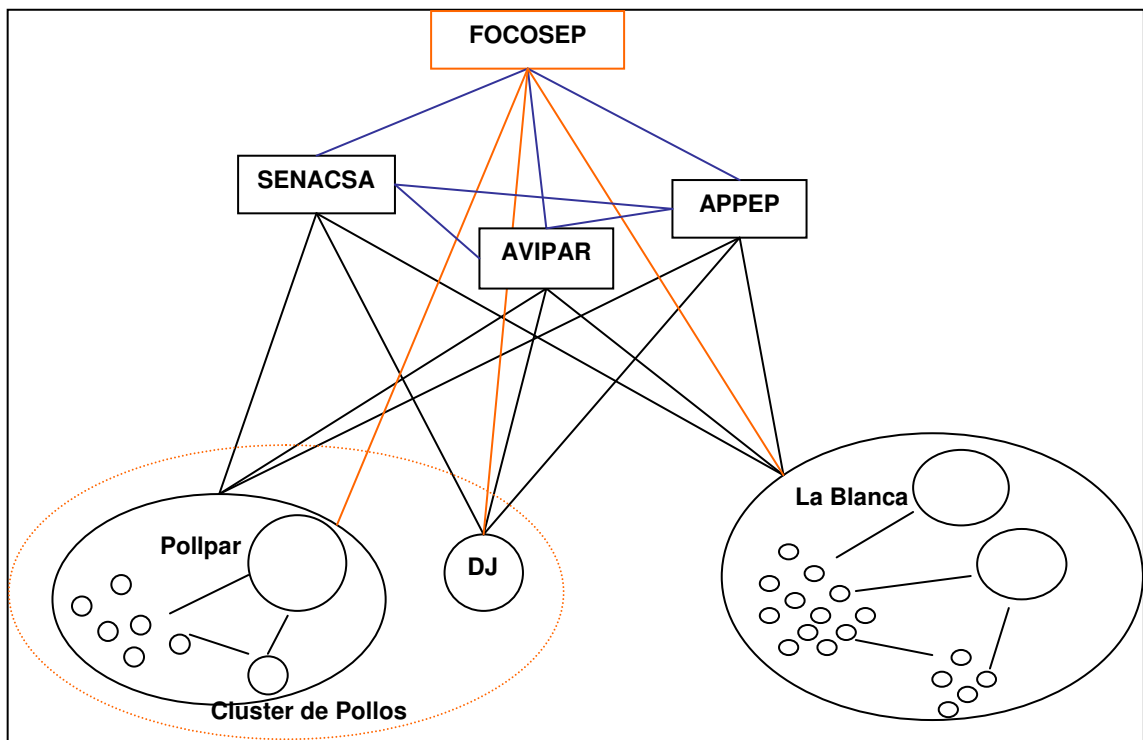 FOCOSEP
SENACSA
APPEP
AVIPAR
La Blanca
Pollpar
DJ
Cluster de Pollos